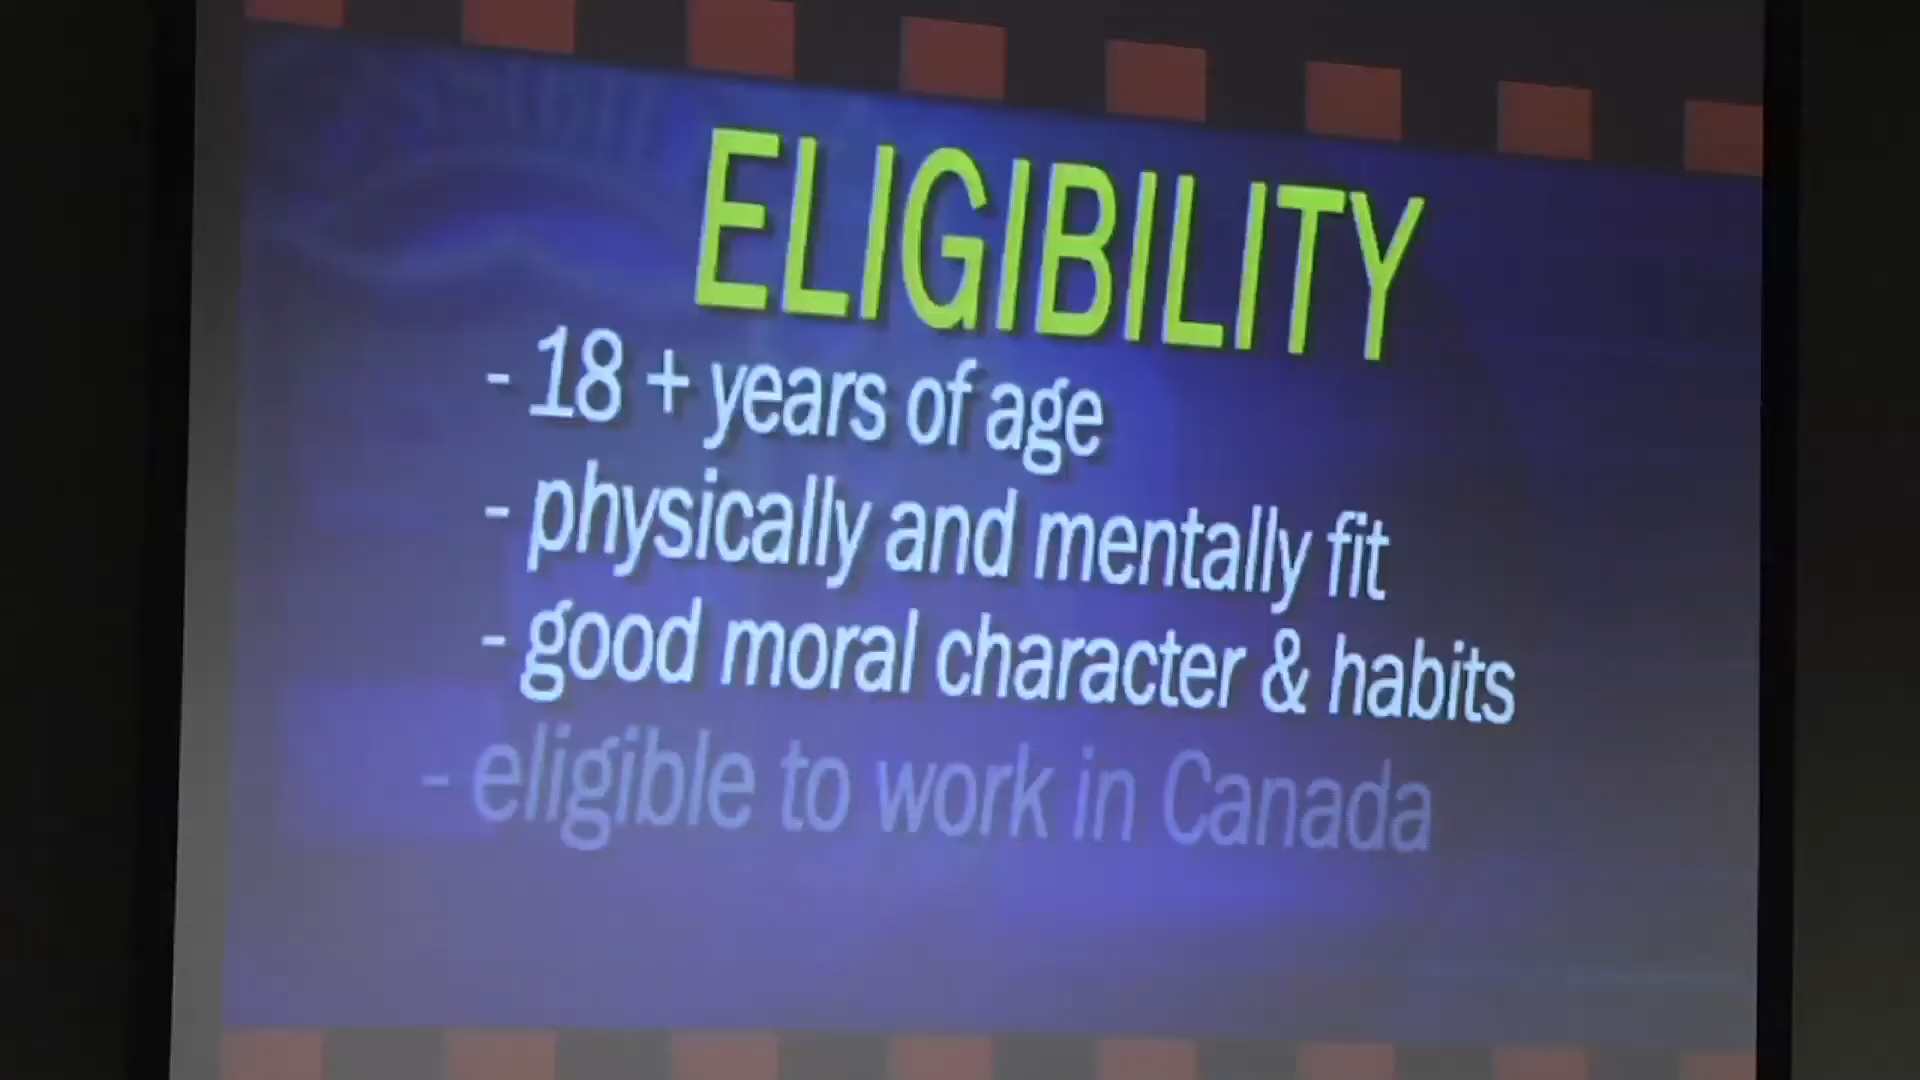 ELIGIBILITY
- 18 + years of age
- physically and mentally fit
- good moral character & habits
- eligible to work in Canada